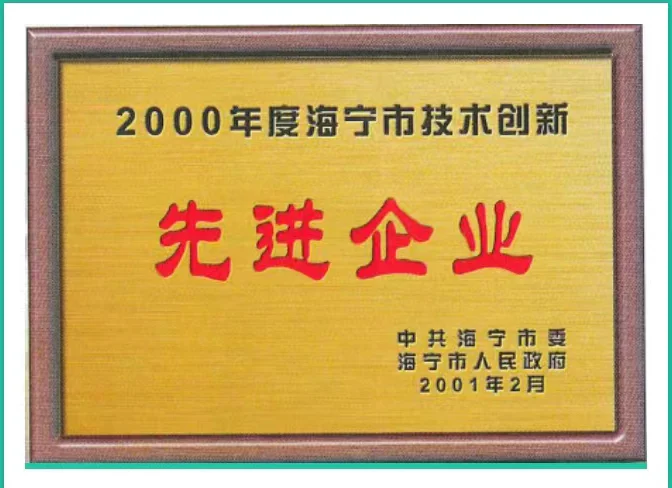 2000年度海宁市技术创新
先进企业
中共海宁市委
海宁市人民政府
2001年2月